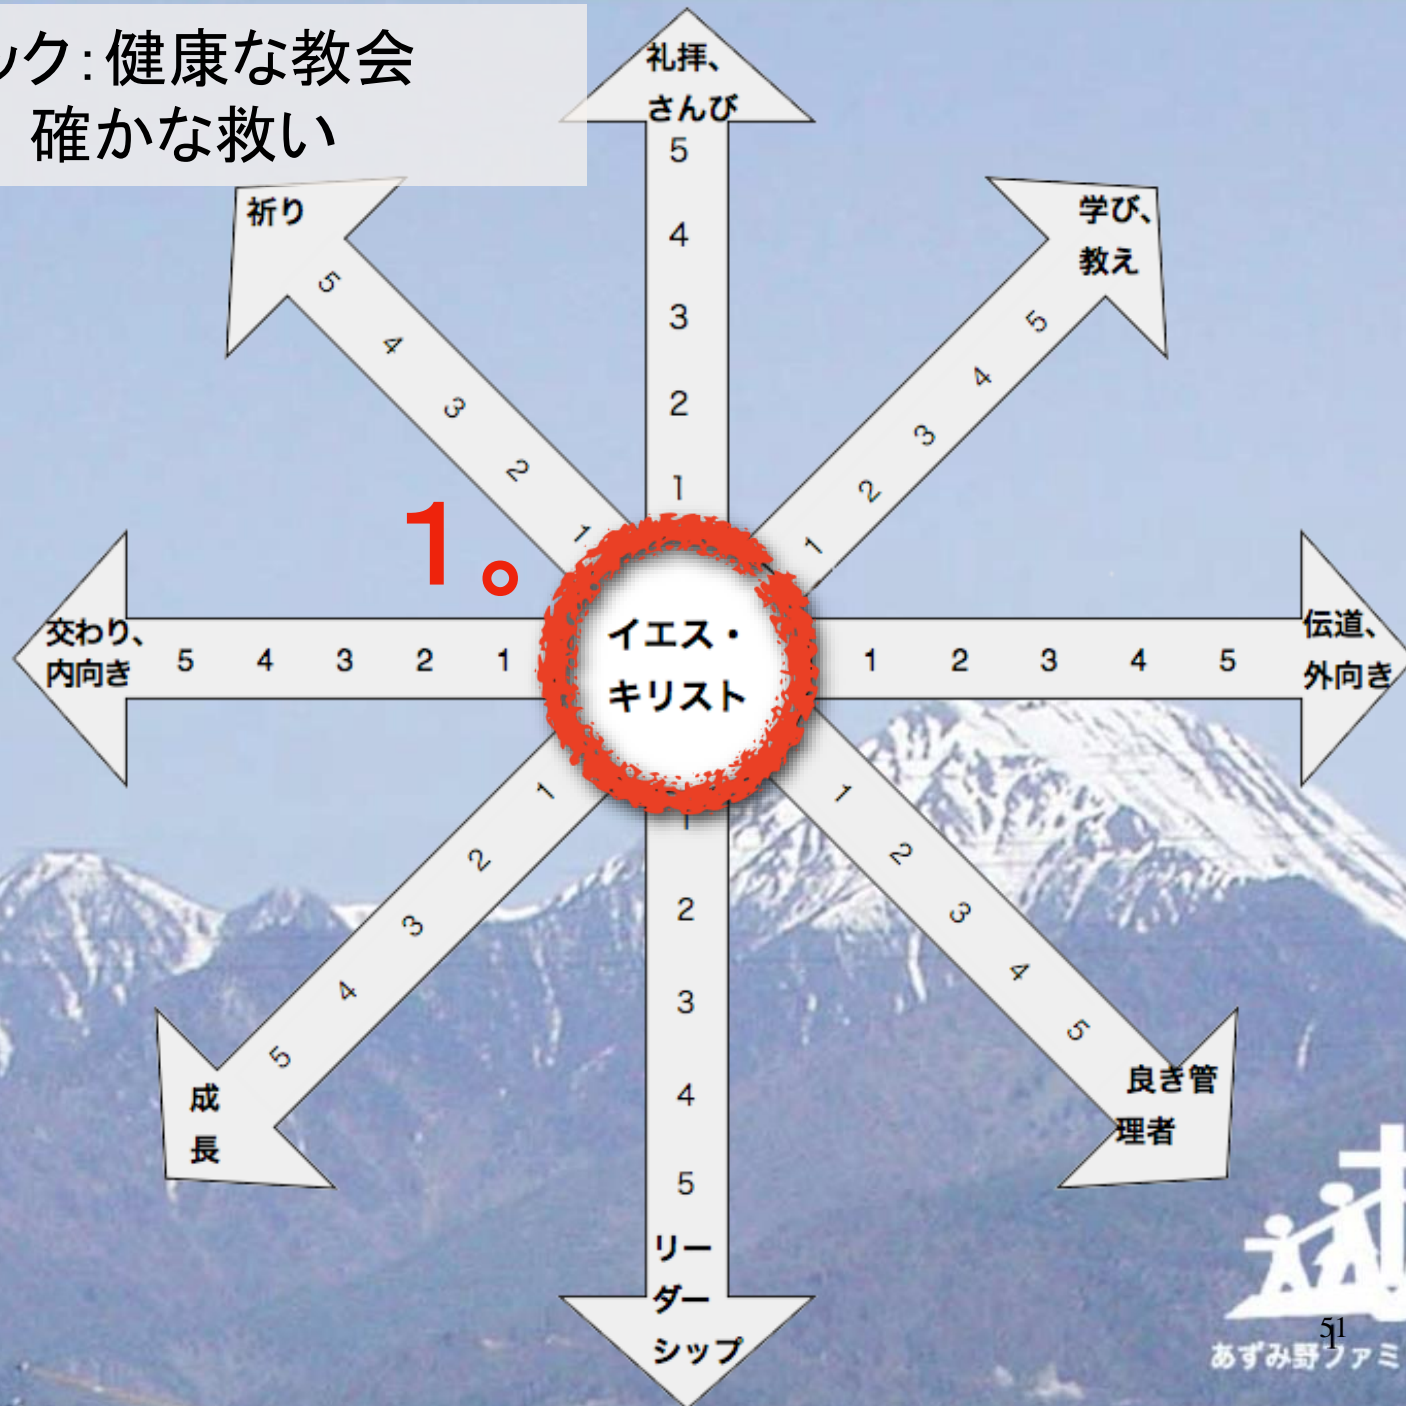 ック：健康な教会
確かな救い
礼拝、
さんび
5
4
3
2
1
祈り
5
4
3
2
1
学び、
教え
5
4
3
2
1
1。
イエス・
キリスト
交わり、
内向き
5 4 3 2 1
1 2 3 4 5
伝道、
外向き
1
2
3
4
5
成
長
1
2
3
4
5
リー
ダー
シップ
1
2
3
4
5
良き管
理者
51
あずみ野ファミ